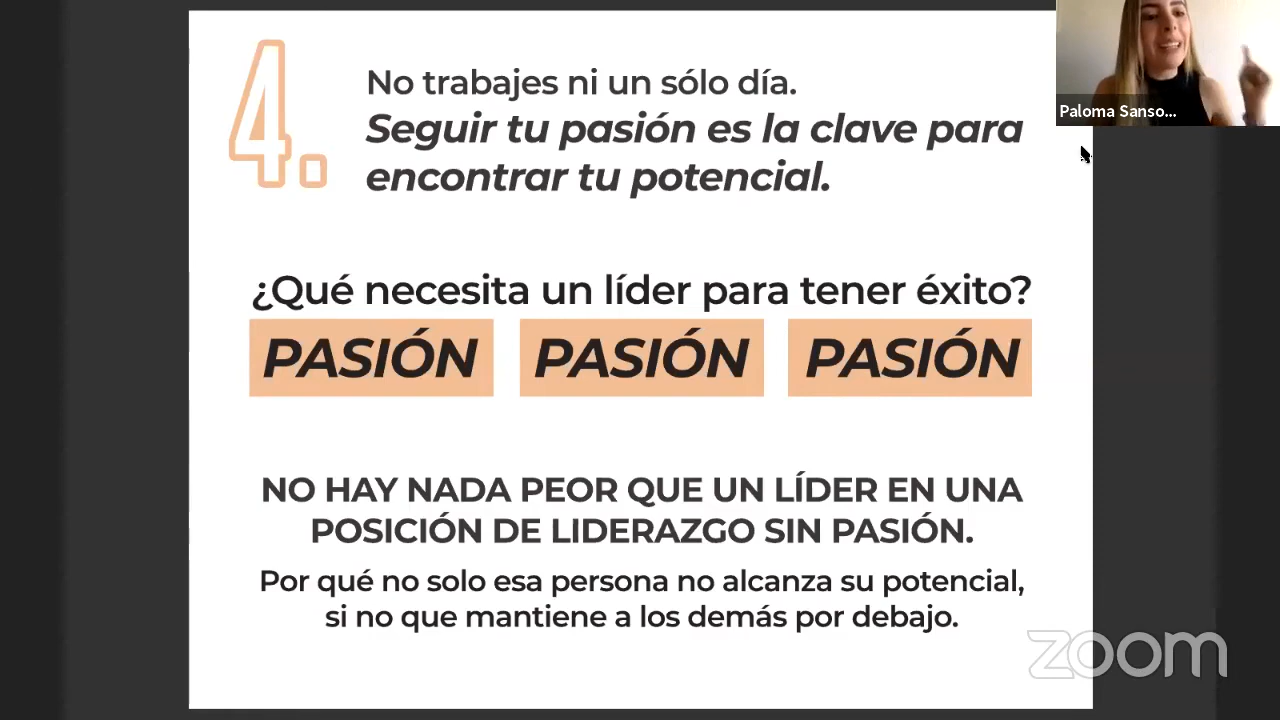 4.
No trabajes ni un sólo día.
Seguir tu pasión es la clave para
encontrar tu potencial.
¿Qué necesita un líder para tener éxito?
PASIÓN PASIÓN PASIÓN
NO HAY NADA PEOR QUE UN LÍDER EN UNA
POSICIÓN DE LIDERAZGO SIN PASIÓN.
Por qué no solo esa persona no alcanza su potencial,
si no que mantiene a los demás por debajo.
Paloma Sanso...
zoom